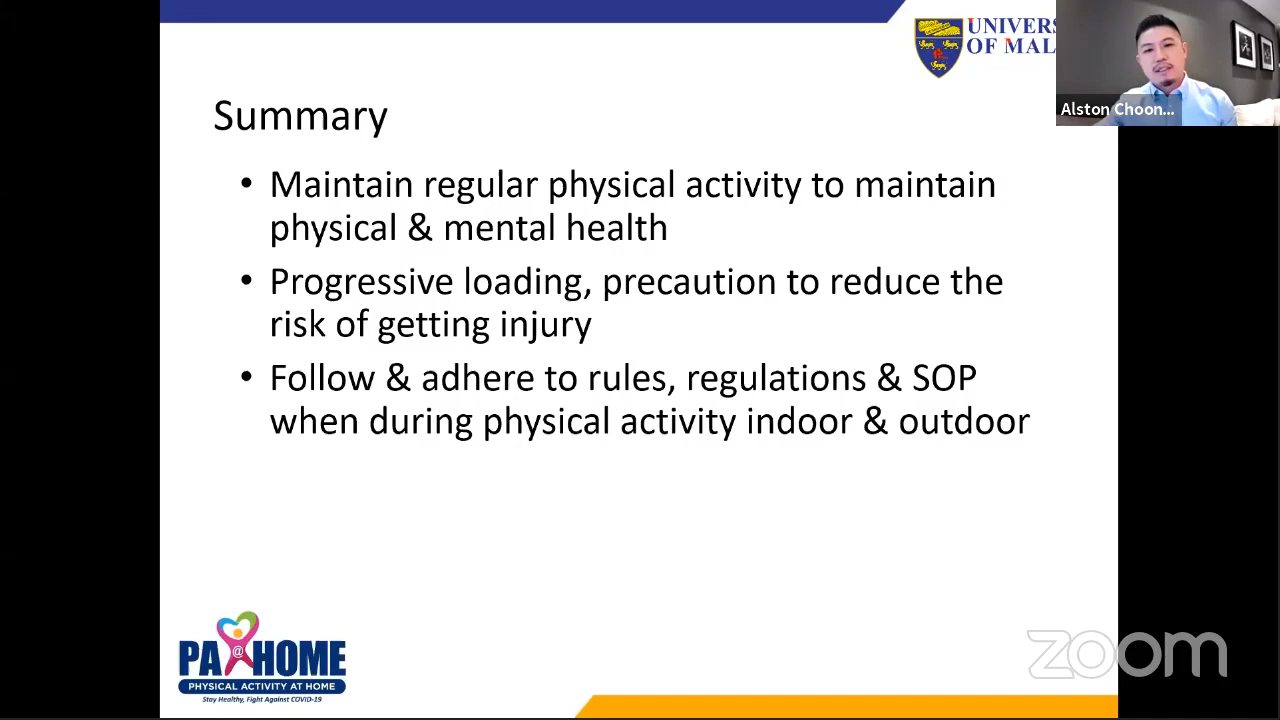 UNIVERS
OF MAL
Alston Choon...
Summary
• Maintain regular physical activity to maintain
physical & mental health
• Progressive loading, precaution to reduce the
risk of getting injury
• Follow & adhere to rules, regulations & SOP
when during physical activity indoor & outdoor
PA@HOME
PHYSICAL ACTIVITY AT HOME
Stay Healthy, Fight Against COVID-19
zoom